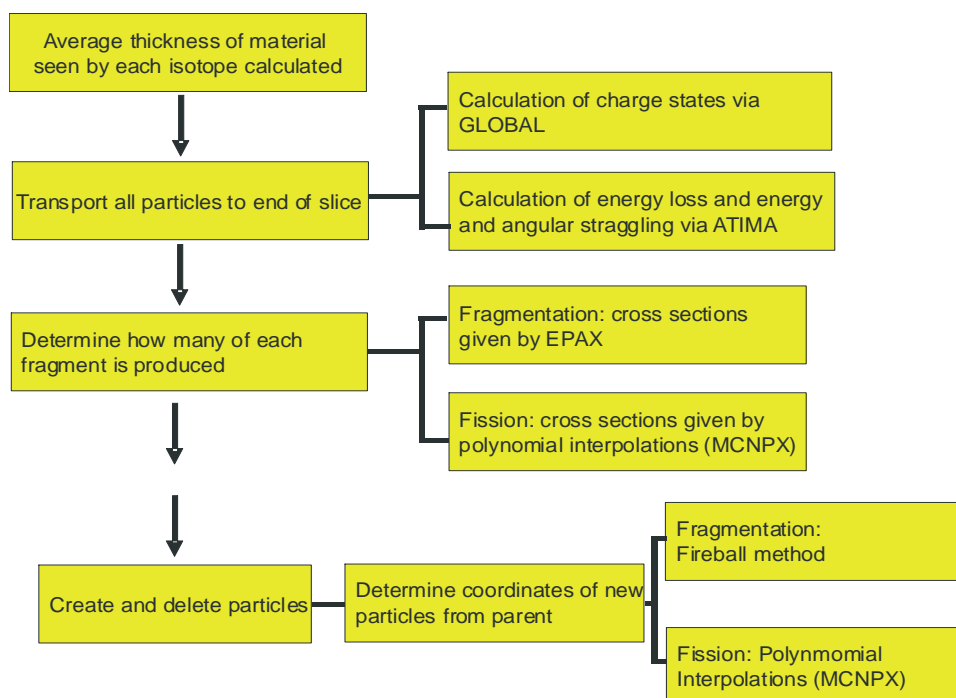 Average thickness of material
seen by each isotope calculated
Calculation of charge states via
GLOBAL
Transport all particles to end of slice
Calculation of energy loss and energy
and angular straggling via ATIMA
Determine how many of each
fragment is produced
Fragmentation: cross sections
given by EPAX
Fission: cross sections given by
polynomial interpolations (MCNPX)
Create and delete particles
Determine coordinates of new
particles from parent
Fragmentation:
Fireball method
Fission: Polynmomial
Interpolations (MCNPX)